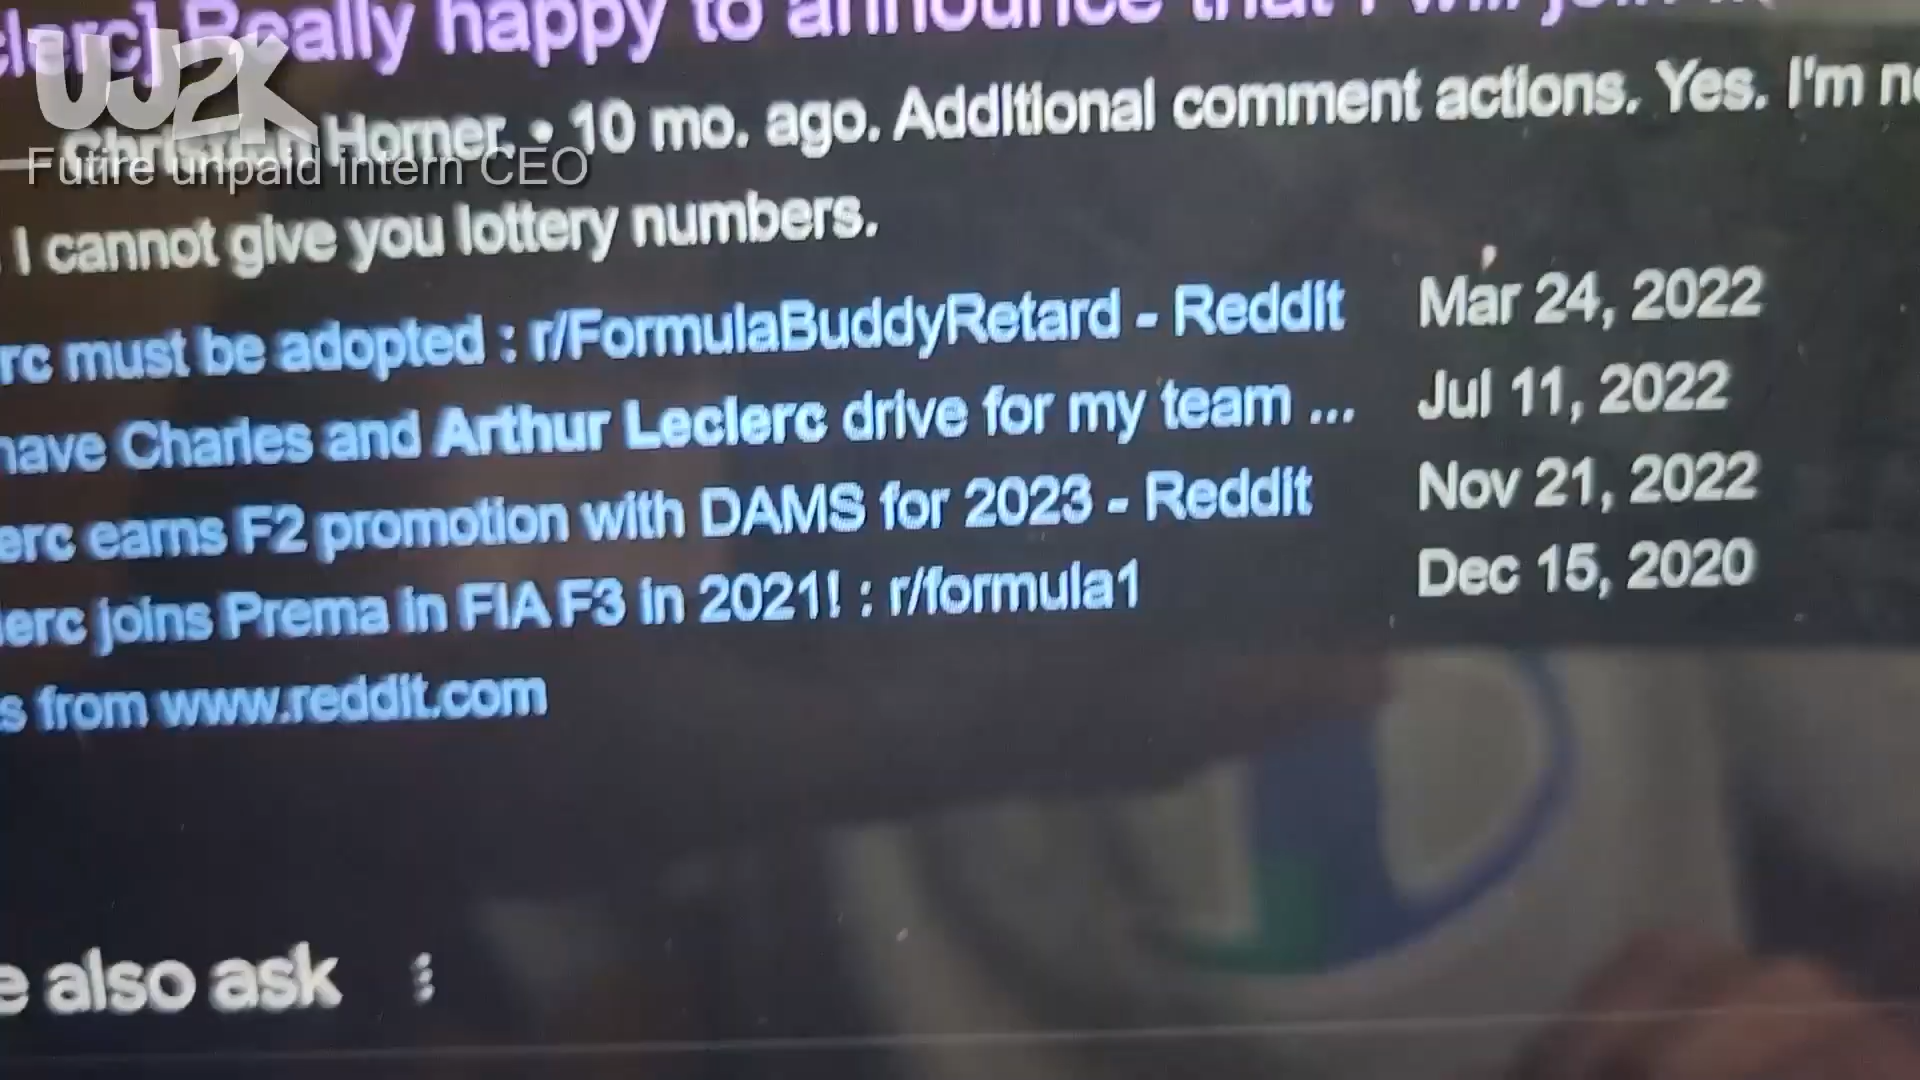 clerc] Really happy to announce that I will join
UJ2K
Christian Horner. • 10 mo. ago. Additional comment actions. Yes. I'm no
Futire unpaid intern CEO
I cannot give you lottery numbers.
rc must be adopted : r/FormulaBuddyRetard - Reddit Mar 24, 2022
have Charles and Arthur Leclerc drive for my team ... Jul 11, 2022
erc earns F2 promotion with DAMS for 2023 - Reddit Nov 21, 2022
lerc joins Prema in FIA F3 in 2021! : r/formula1 Dec 15, 2020
s from www.reddit.com
e also ask